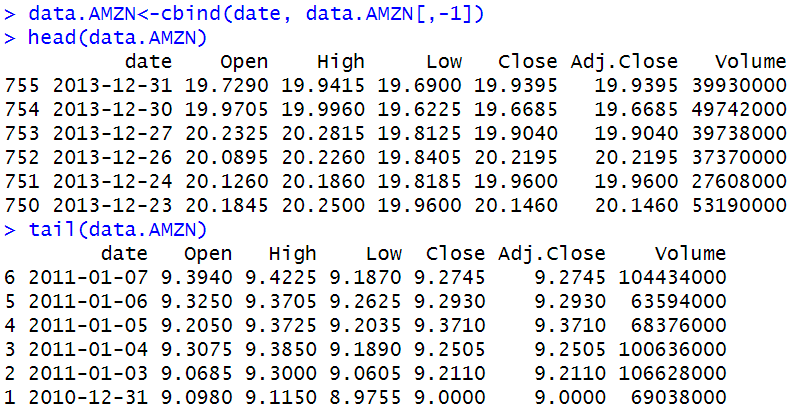 > data.AMZN<-cbind(date, data.AMZN[,-1])
> head(data.AMZN)
          date    Open    High     Low   Close Adj.Close   Volume
755 2013-12-31 19.7290 19.9415 19.6900 19.9395   19.9395 39930000
754 2013-12-30 19.9705 19.9960 19.6225 19.6685   19.6685 49742000
753 2013-12-27 20.2325 20.2815 19.8125 19.9040   19.9040 39738000
752 2013-12-26 20.0895 20.2260 19.8405 20.2195   20.2195 37370000
751 2013-12-24 20.1260 20.1860 19.8185 19.9600   19.9600 27608000
750 2013-12-23 20.1845 20.2500 19.9600 20.1460   20.1460 53190000
> tail(data.AMZN)
        date   Open   High    Low  Close Adj.Close    Volume
6 2011-01-07 9.3940 9.4225 9.1870 9.2745    9.2745 104434000
5 2011-01-06 9.3250 9.3705 9.2625 9.2930    9.2930  63594000
4 2011-01-05 9.2050 9.3725 9.2035 9.3710    9.3710  68376000
3 2011-01-04 9.3075 9.3850 9.1890 9.2505    9.2505 100636000
2 2011-01-03 9.0685 9.3000 9.0605 9.2110    9.2110 106628000
1 2010-12-31 9.0980 9.1150 8.9755 9.0000    9.0000  69038000